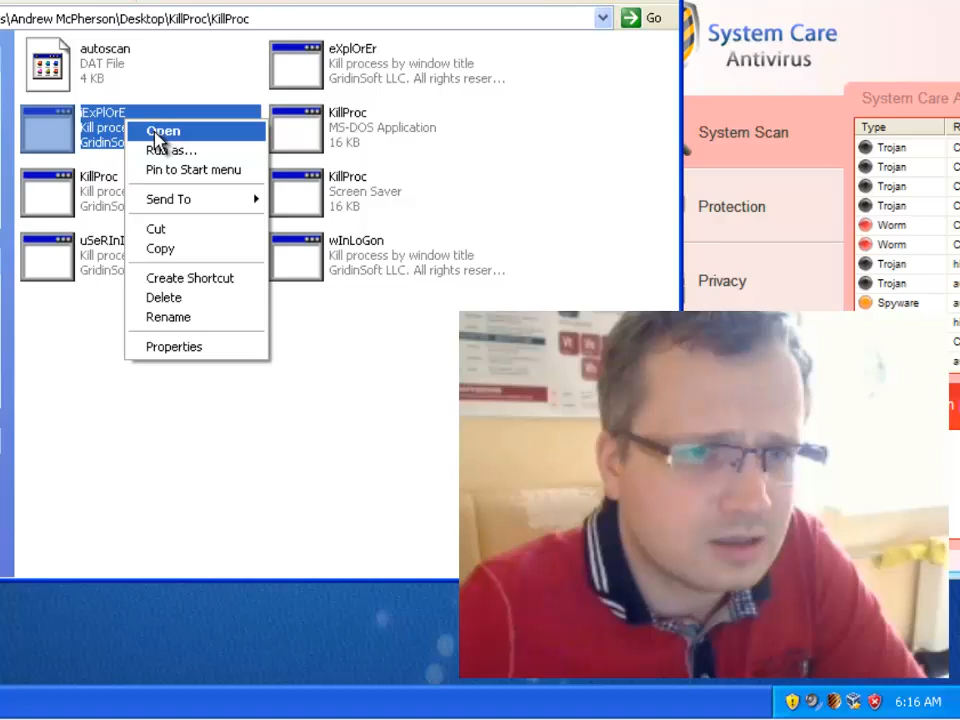 s\Andrew McPherson\Desktop\KillProc\KillProc
Go
autoscan
DAT File
4 KB
eXplOrEr
Kill process by window title
GridinSoft LLC. All rights reser...
iExPlOrE
Kill proce
GridinSo
KillProc
MS-DOS Application
16 KB
KillProc
Kill proce
GridinSo
KillProc
Screen Saver
16 KB
uSeRInI
Kill proce
GridinSo
wInLoGon
Kill process by window title
GridinSoft LLC. All rights reser...
Open
Run as...
Pin to Start menu
Send To
Cut
Copy
Create Shortcut
Delete
Rename
Properties
System Care
Antivirus
System Care A
System Scan
Protection
Privacy
Type
Trojan
Trojan
Trojan
Trojan
Worm
Worm
Trojan
Trojan
Spyware
6:16 AM